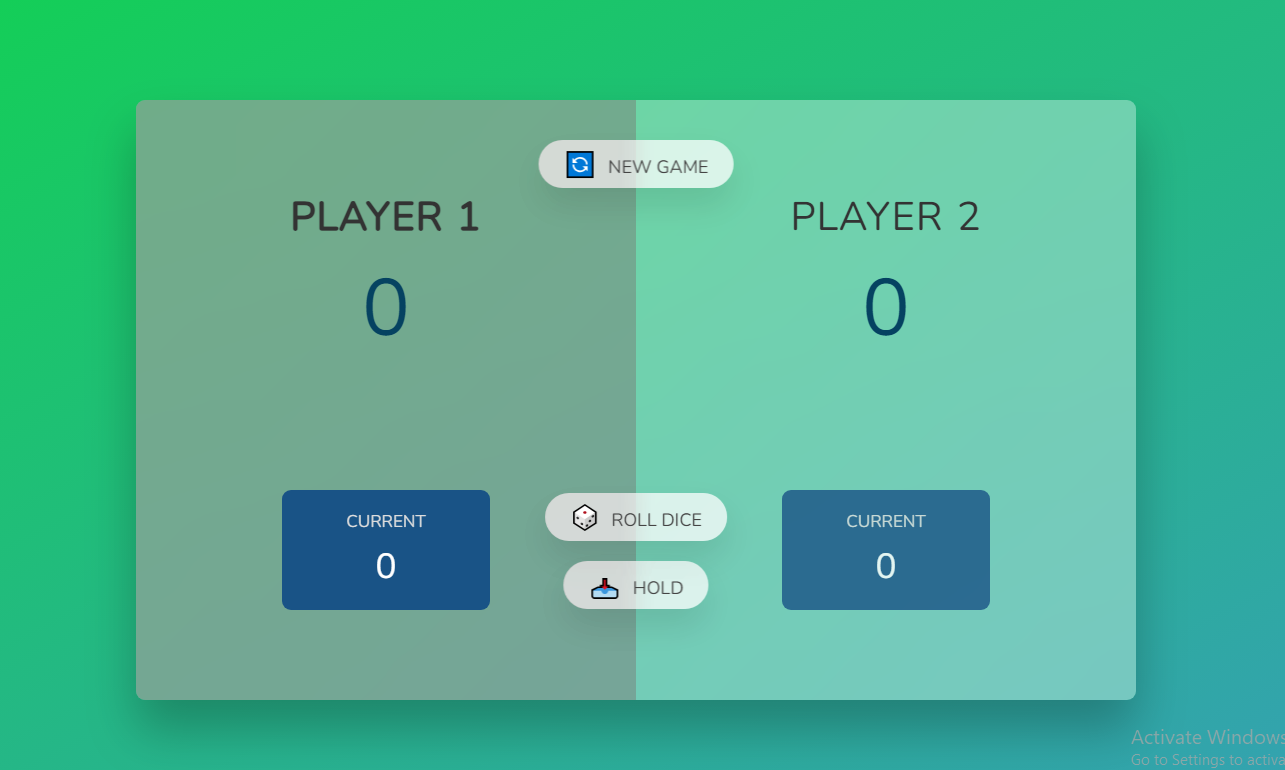 NEW GAME
PLAYER 1
0
PLAYER 2
0
CURRENT
0
ROLL DICE
HOLD
CURRENT
0
Activate Windows
Go to Settings to